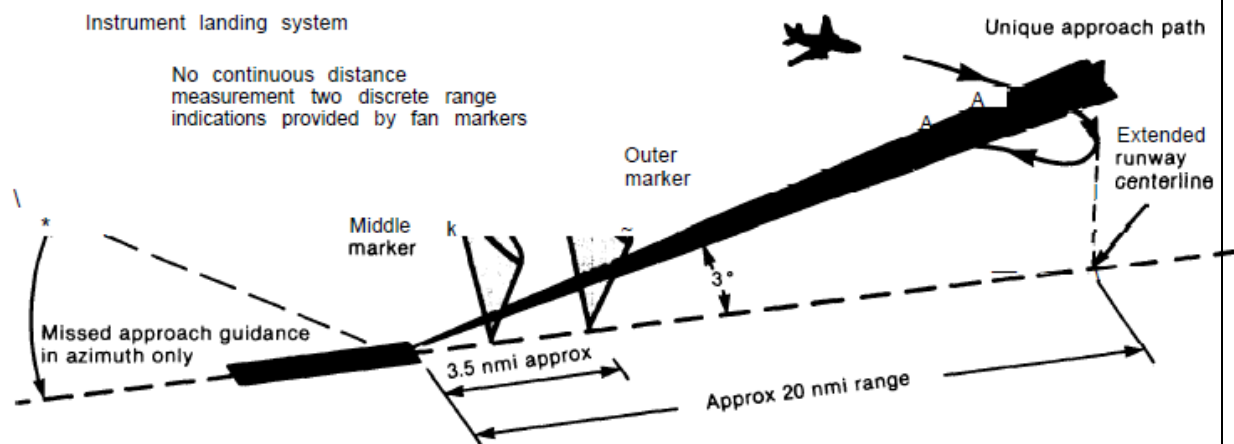 Instrument landing system
Unique approach path
No continuous distance
measurement two discrete range
indications provided by fan markers
A
A
Extended
runway
centerline
Outer
marker
\
*
Middle
marker
k
~
3°
Missed approach guidance
in azimuth only
3.5 nmi approx
Approx 20 nmi range